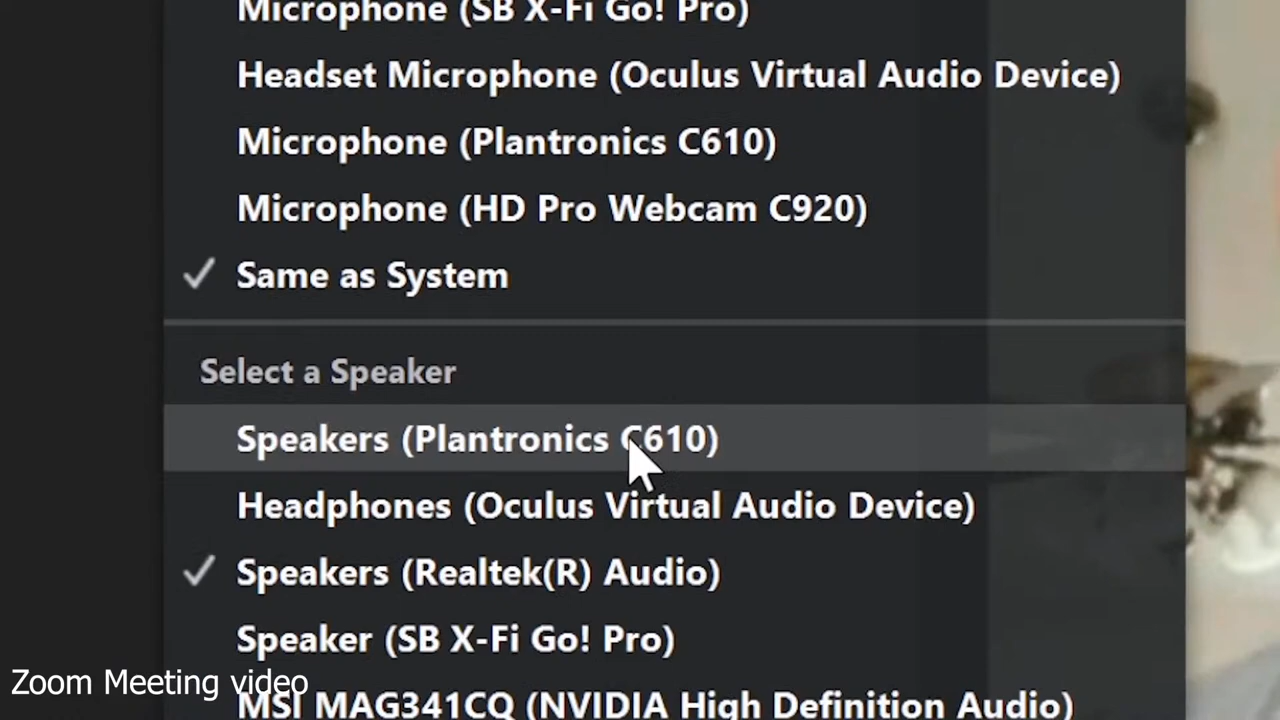 Microphone (SB X-Fi Go! Pro)
Headset Microphone (Oculus Virtual Audio Device)
Microphone (Plantronics C610)
Microphone (HD Pro Webcam C920)
Same as System
Select a Speaker
Speakers (Plantronics C610)
Headphones (Oculus Virtual Audio Device)
Speakers (Realtek(R) Audio)
Speaker (SB X-Fi Go! Pro)
Zoom Meeting video
MSI MAG341CQ (NVIDIA High Definition Audio)